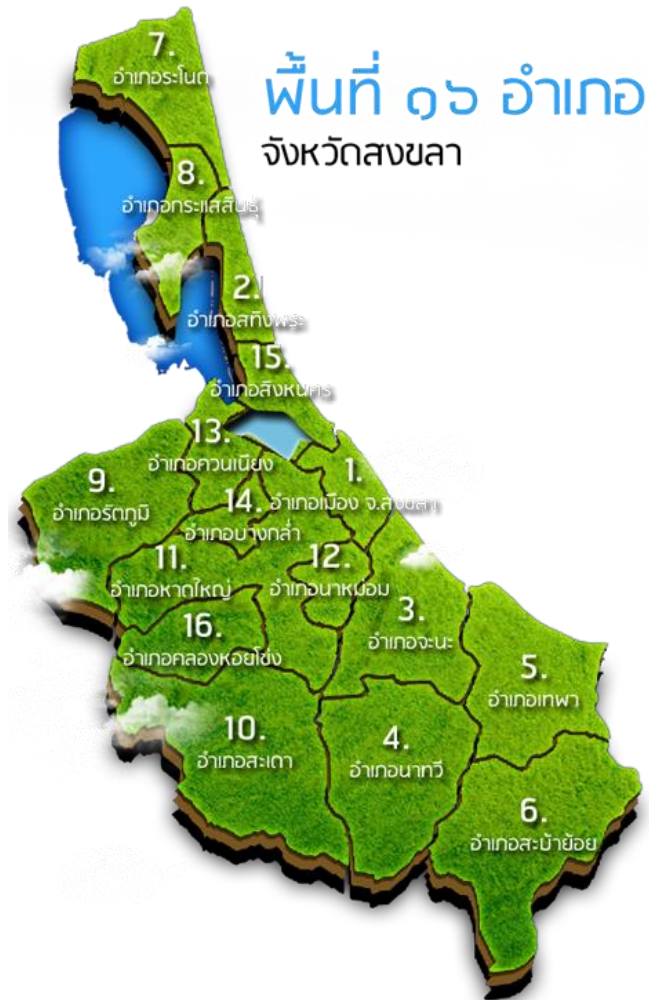 พื้นที่ ๑๖ อำเภอ
จังหวัดสงขลา
7.
อำเภอระโนด
8.
อำเภอกระแสสินธุ์
2.
อำเภอสทิงพระ
15.
อำเภอสิงหนคร
13.
อำเภอควนเนียง
1.
อำเภอเมือง จ.สงขลา
9.
อำเภอรัตภูมิ
14.
อำเภอบางกล่ำ
11.
อำเภอหาดใหญ่
12.
อำเภอนาหม่อม
3.
อำเภอจะนะ
16.
อำเภอคลองหอยโข่ง
5.
อำเภอเทพา
10.
อำเภอสะเดา
4.
อำเภอนาทวี
6.
อำเภอสะบ้าย้อย